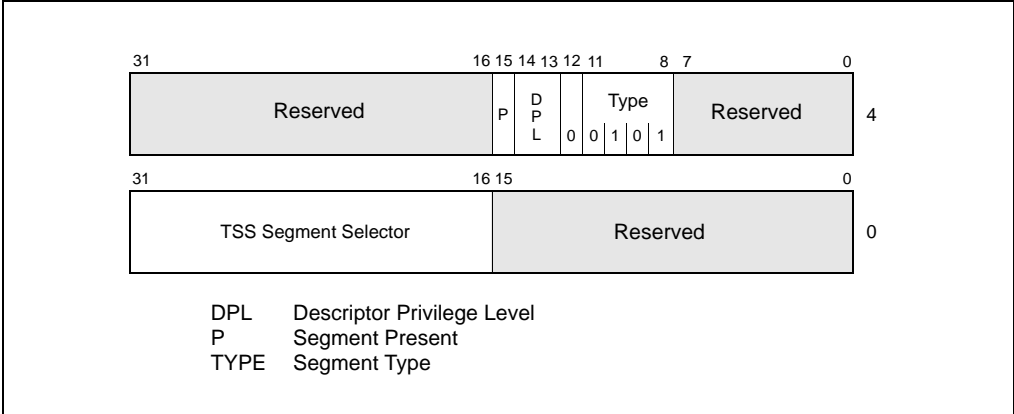 31 16 15 14 13 12 11 8 7 0
Reserved P DPL 0 Type 0 1 0 1 Reserved 4
31 16 15 0
TSS Segment Selector Reserved 0
DPL Descriptor Privilege Level
P Segment Present
TYPE Segment Type